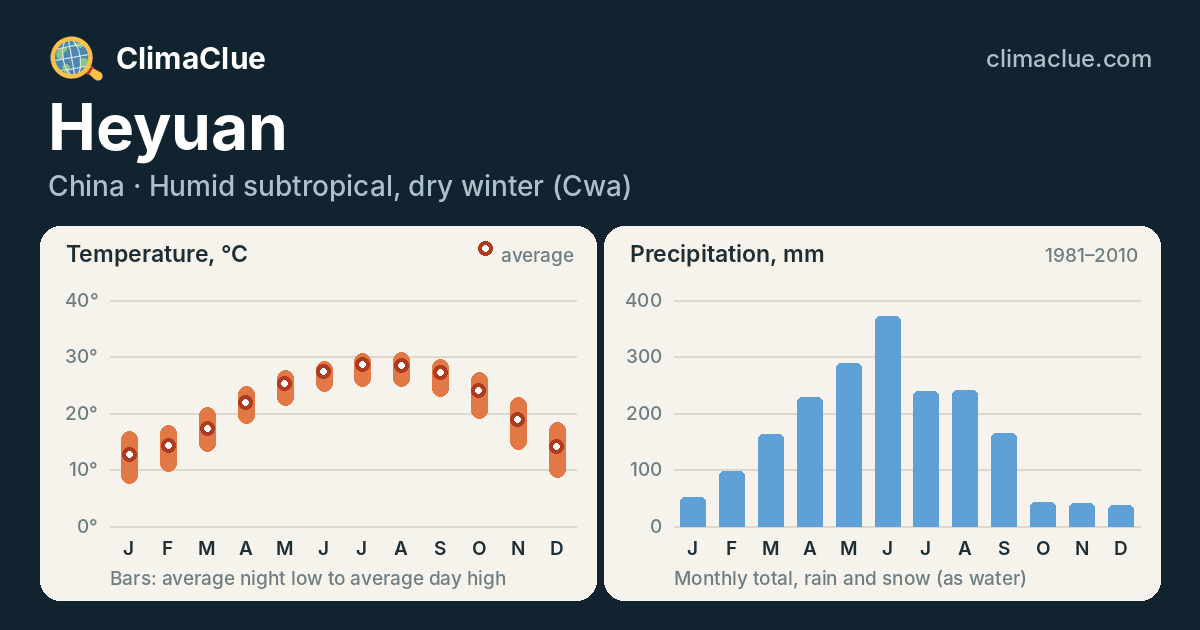 ClimaClue
climaclue.com
Heyuan
China · Humid subtropical, dry winter (Cwa)
Temperature, °C
average
40°
30°
20°
10°
0°
J F M A M J J A S O N D
Bars: average night low to average day high
Precipitation, mm
1981–2010
400
300
200
100
0
J F M A M J J A S O N D
Monthly total, rain and snow (as water)